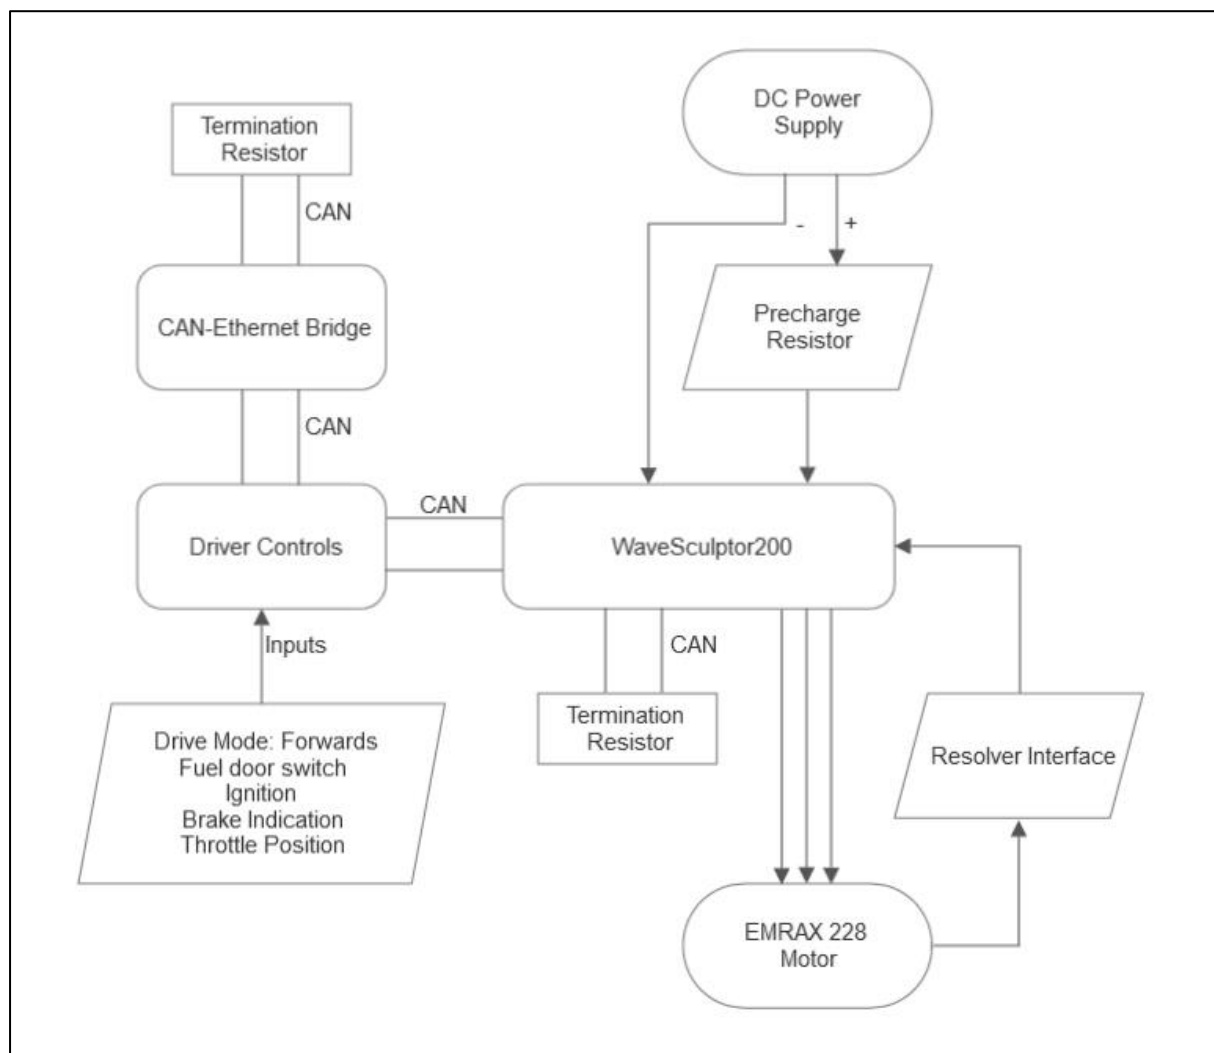 DC Power
Supply
Termination
Resistor
CAN
-
+
CAN-Ethernet Bridge
Precharge
Resistor
CAN
Driver Controls
CAN
WaveSculptor200
Inputs
CAN
Drive Mode: Forwards
Fuel door switch
Ignition
Brake Indication
Throttle Position
Termination
Resistor
Resolver Interface
EMRAX 228
Motor